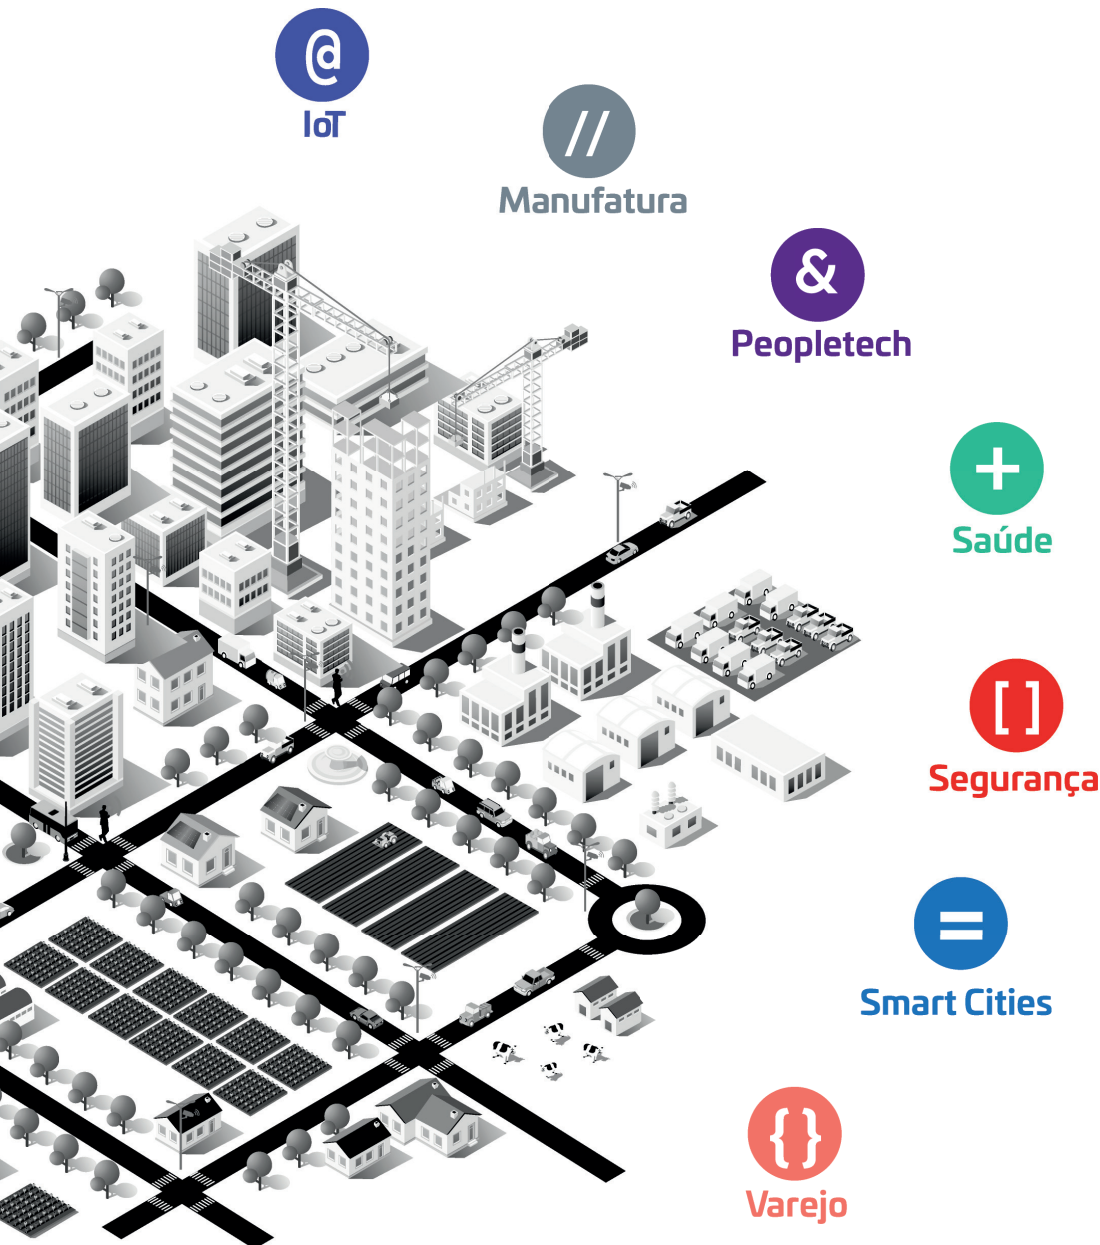 @
IoT
//
Manufatura
&
Peopletech
+
Saúde
[ ]
Segurança
=
Smart Cities
{ }
Varejo